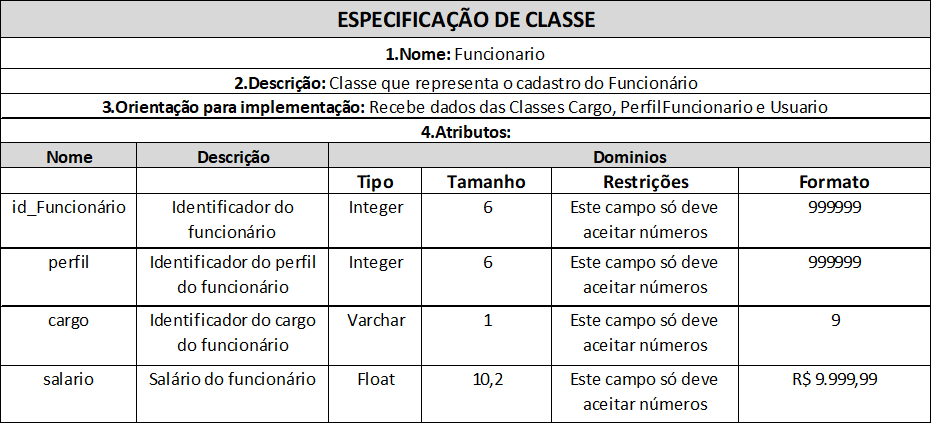 ESPECIFICAÇÃO DE CLASSE
1.Nome: Funcionario
2.Descrição: Classe que representa o cadastro do Funcionário
3.Orientação para implementação: Recebe dados das Classes Cargo, PerfilFuncionario e Usuario
4.Atributos:
Nome Descrição Dominios
Tipo Tamanho Restrições Formato
id_Funcionário Identificador do Integer 6 Este campo só deve 999999
funcionário aceitar números
perfil Identificador do perfil Integer 6 Este campo só deve 999999
do funcionário aceitar números
cargo Identificador do cargo Varchar 1 Este campo só deve 9
do funcionário aceitar números
salario Salário do funcionário Float 10,2 Este campo só deve R$ 9.999,99
aceitar números